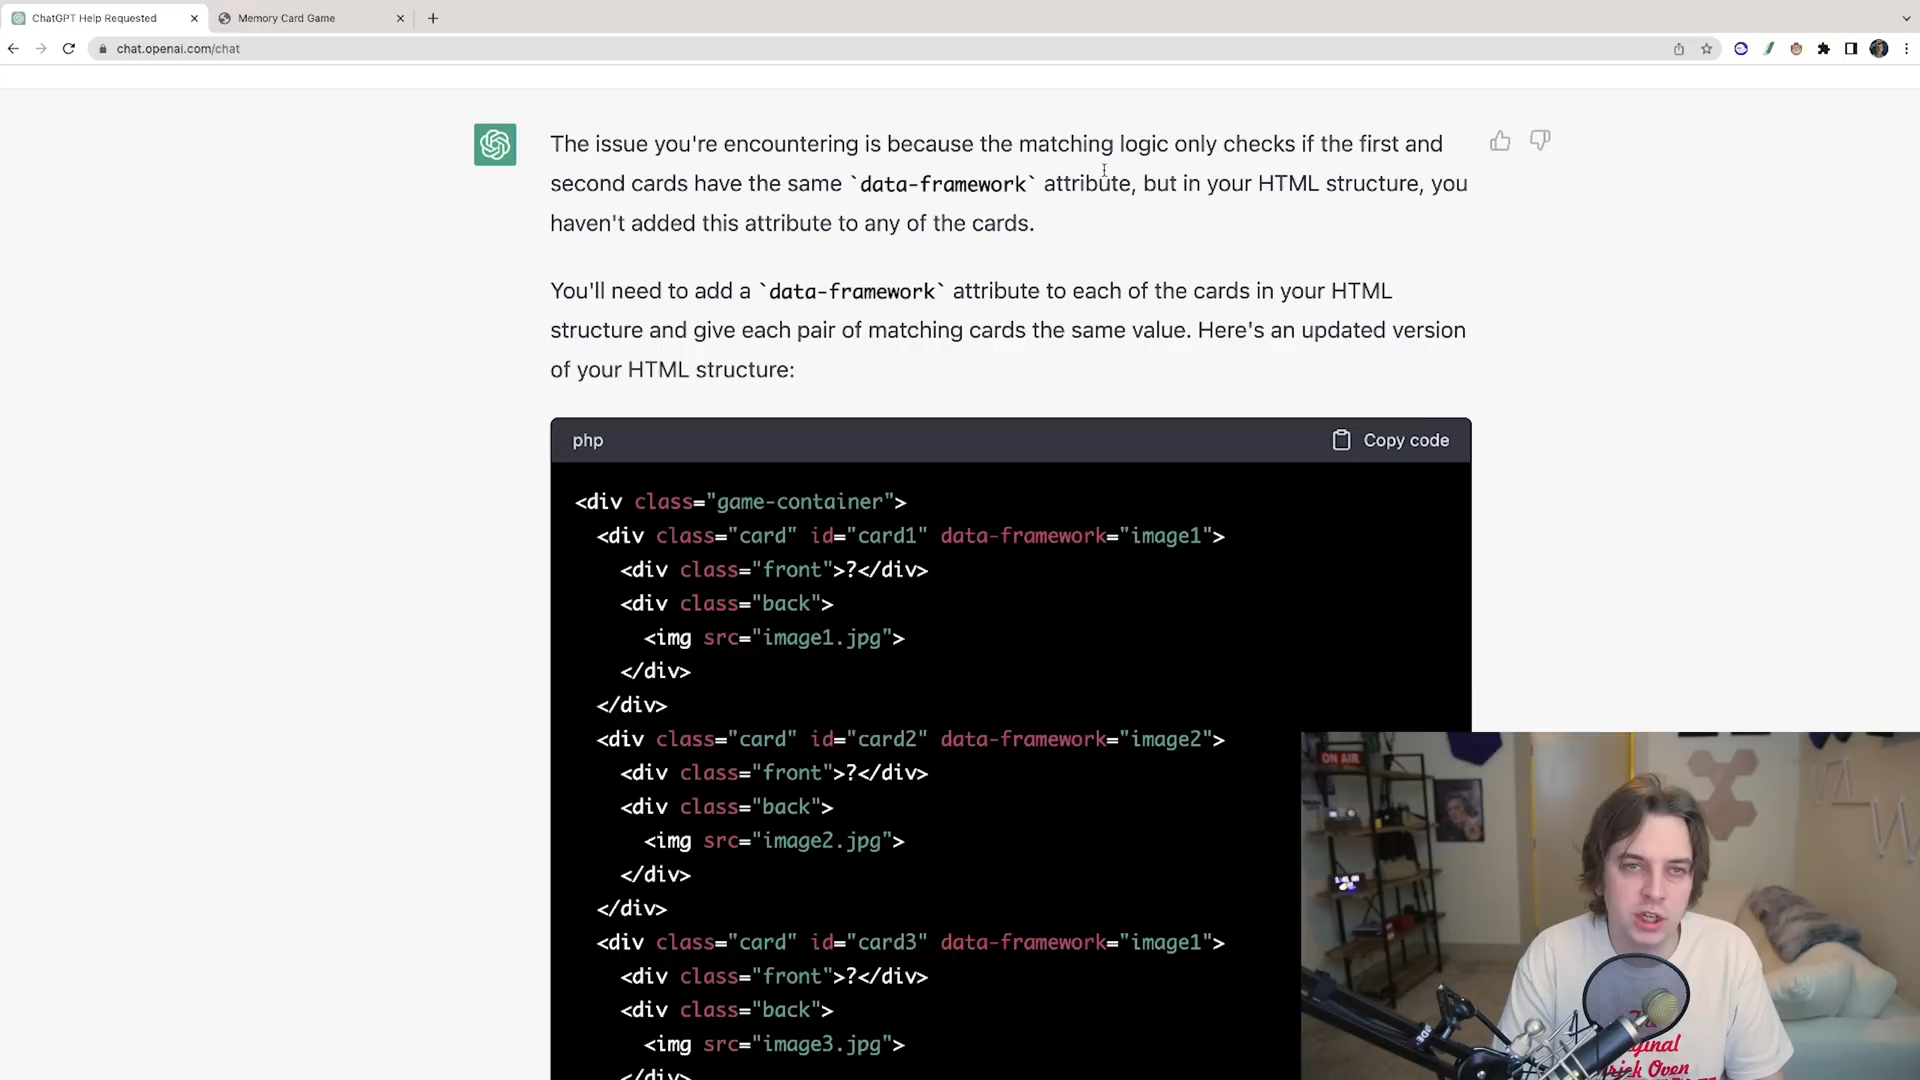 ChatGPT Help Requested
Memory Card Game
chat.openai.com/chat
The issue you're encountering is because the matching logic only checks if the first and
second cards have the same `data-framework` attribute, but in your HTML structure, you
haven't added this attribute to any of the cards.
You'll need to add a `data-framework` attribute to each of the cards in your HTML
structure and give each pair of matching cards the same value. Here's an updated version
of your HTML structure:
php
Copy code
<div class="game-container">
<div class="card" id="card1" data-framework="image1">
<div class="front">?</div>
<div class="back">
<img src="image1.jpg">
</div>
</div>
<div class="card" id="card2" data-framework="image2">
<div class="front">?</div>
<div class="back">
<img src="image2.jpg">
</div>
</div>
<div class="card" id="card3" data-framework="image1">
<div class="front">?</div>
<div class="back">
<img src="image3.jpg">
</div>
ON AIR
Oven